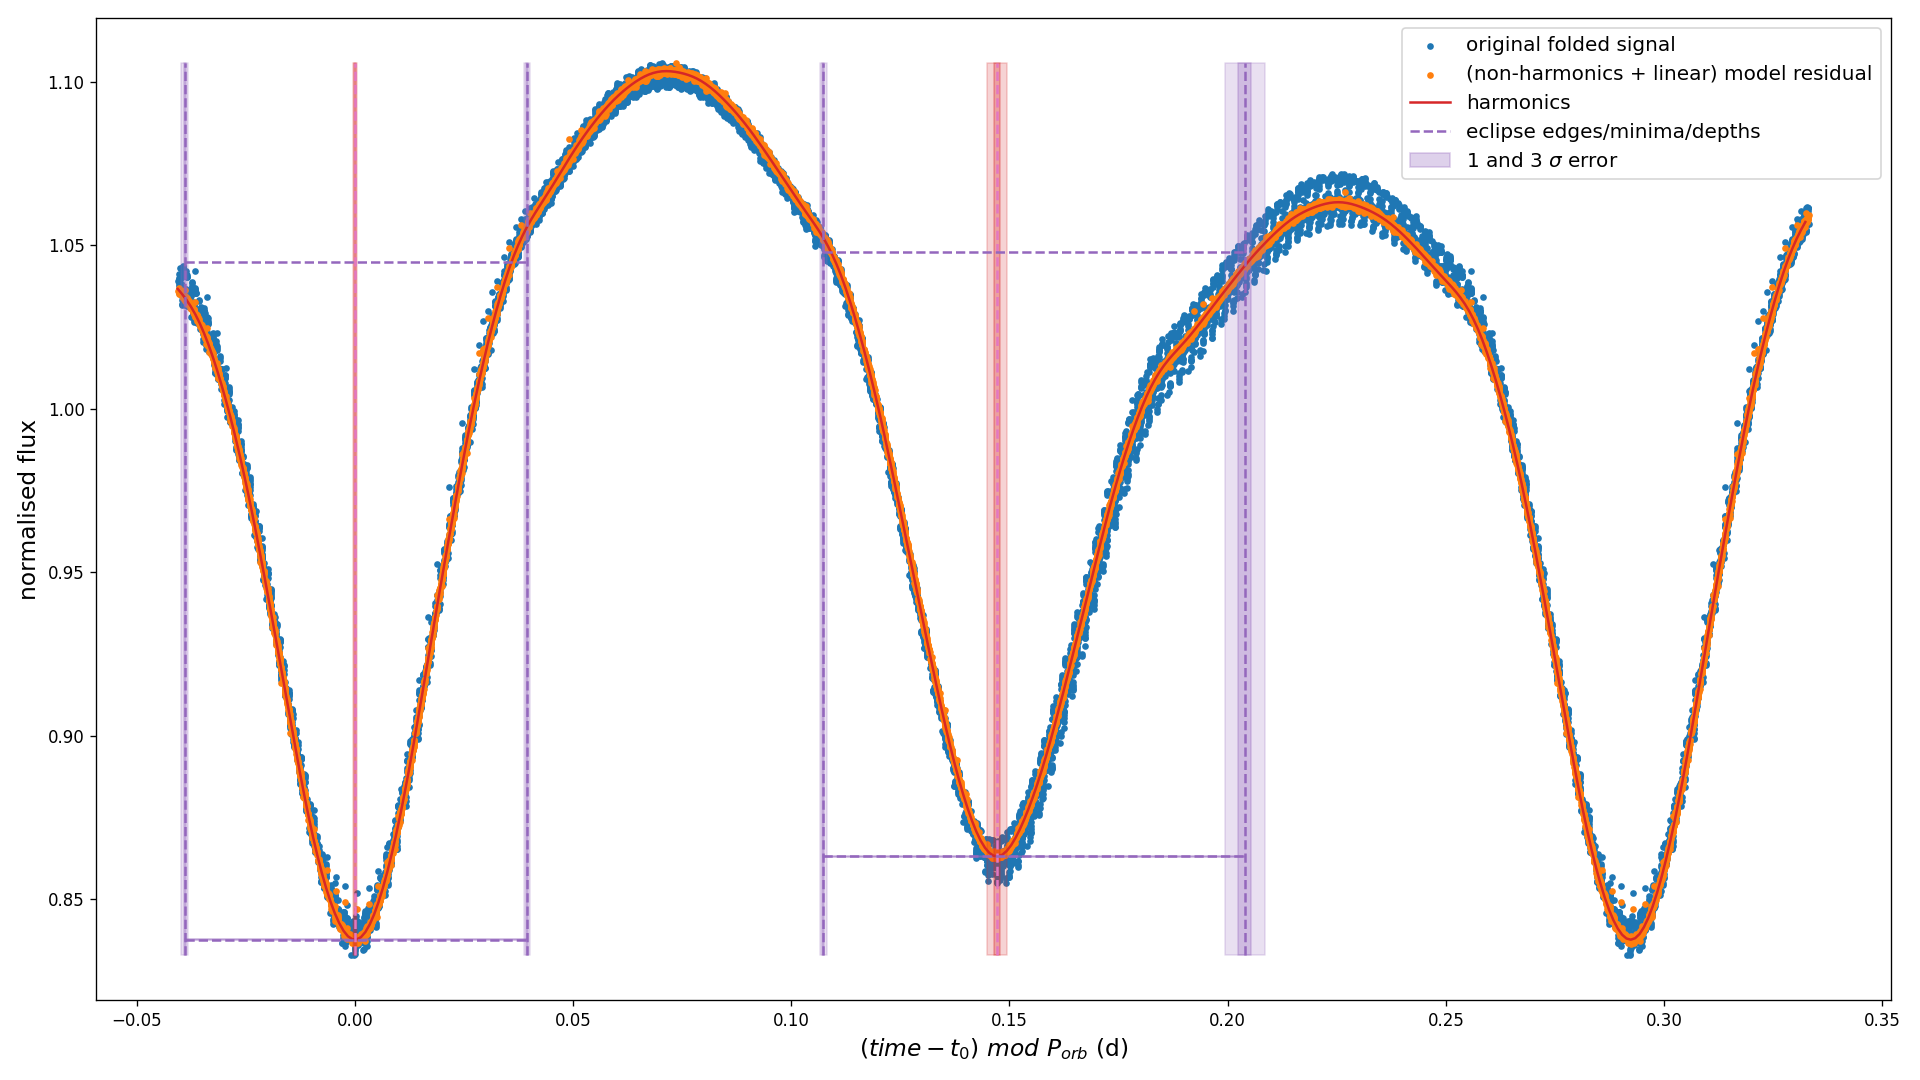 original folded signal
(non-harmonics + linear) model residual
harmonics
eclipse edges/minima/depths
1 and 3 σ error
normalised flux
1.10
1.05
1.00
0.95
0.90
0.85
−0.05
0.00
0.05
0.10
0.15
0.20
0.25
0.30
0.35
(time − t₀) mod P_orb (d)